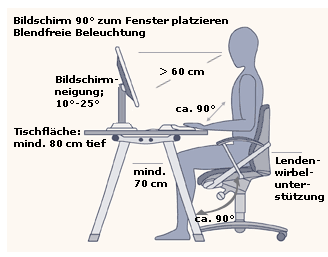 Bildschirm 90° zum Fenster platzieren
Blendfreie Beleuchtung
> 60 cm
Bildschirm-
neigung;
10°-25°
ca. 90°
Tischfläche:
mind. 80 cm tief
mind.
70 cm
Lenden-
wirbel-
unter-
stützung
ca. 90°